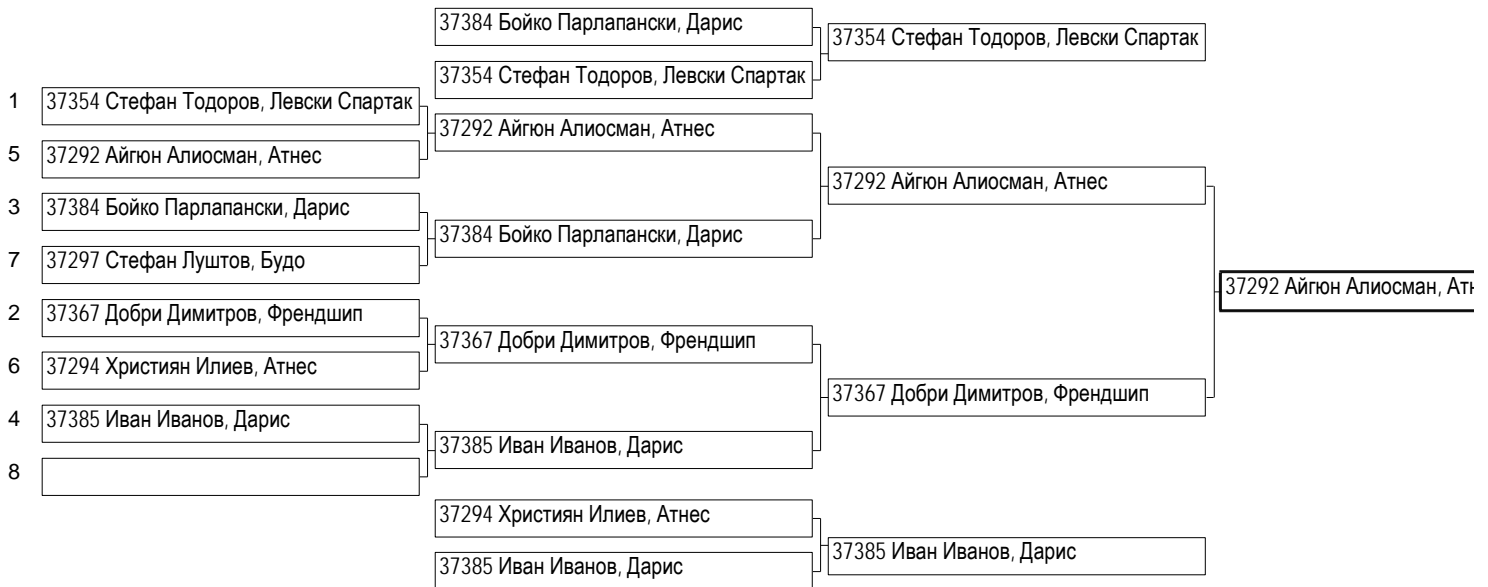 37384 Бойко Парлапански, Дарис
37354 Стефан Тодоров, Левски Спартак
37354 Стефан Тодоров, Левски Спартак
1 37354 Стефан Тодоров, Левски Спартак
37292 Айгюн Алиосман, Атнес
5 37292 Айгюн Алиосман, Атнес
37292 Айгюн Алиосман, Атнес
3 37384 Бойко Парлапански, Дарис
37384 Бойко Парлапански, Дарис
7 37297 Стефан Луштов, Будо
37292 Айгюн Алиосман,
2 37367 Добри Димитров, Френдшип
37367 Добри Димитров, Френдшип
6 37294 Християн Илиев, Атнес
37367 Добри Димитров, Френдшип
4 37385 Иван Иванов, Дарис
37385 Иван Иванов, Дарис
8
37294 Християн Илиев, Атнес
37385 Иван Иванов, Дарис
37385 Иван Иванов, Дарис